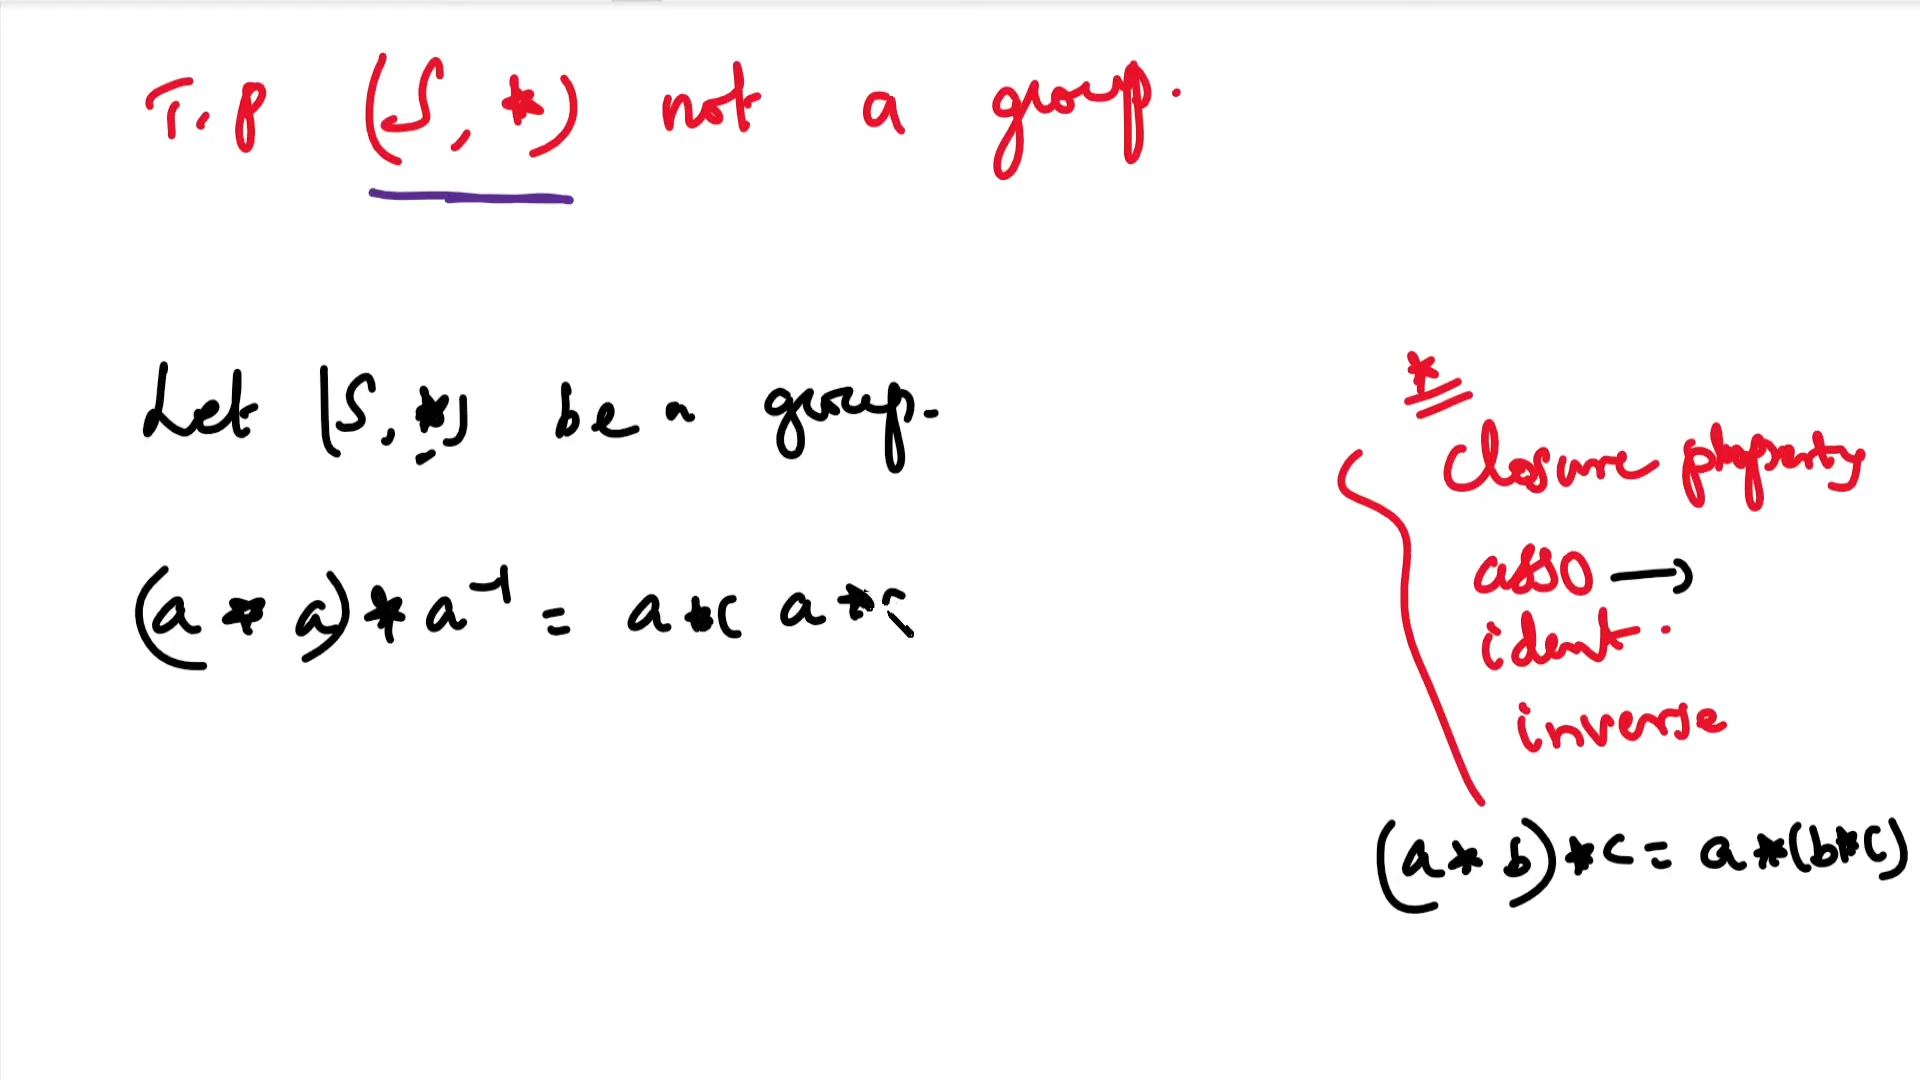 T.P (S, *) not a group.
Let (S, *) be a group.
(a * a) * a⁻¹ = a * ( a *
*
closure property
asso →
ident.
inverse
(a * b) * c = a * (b * c)